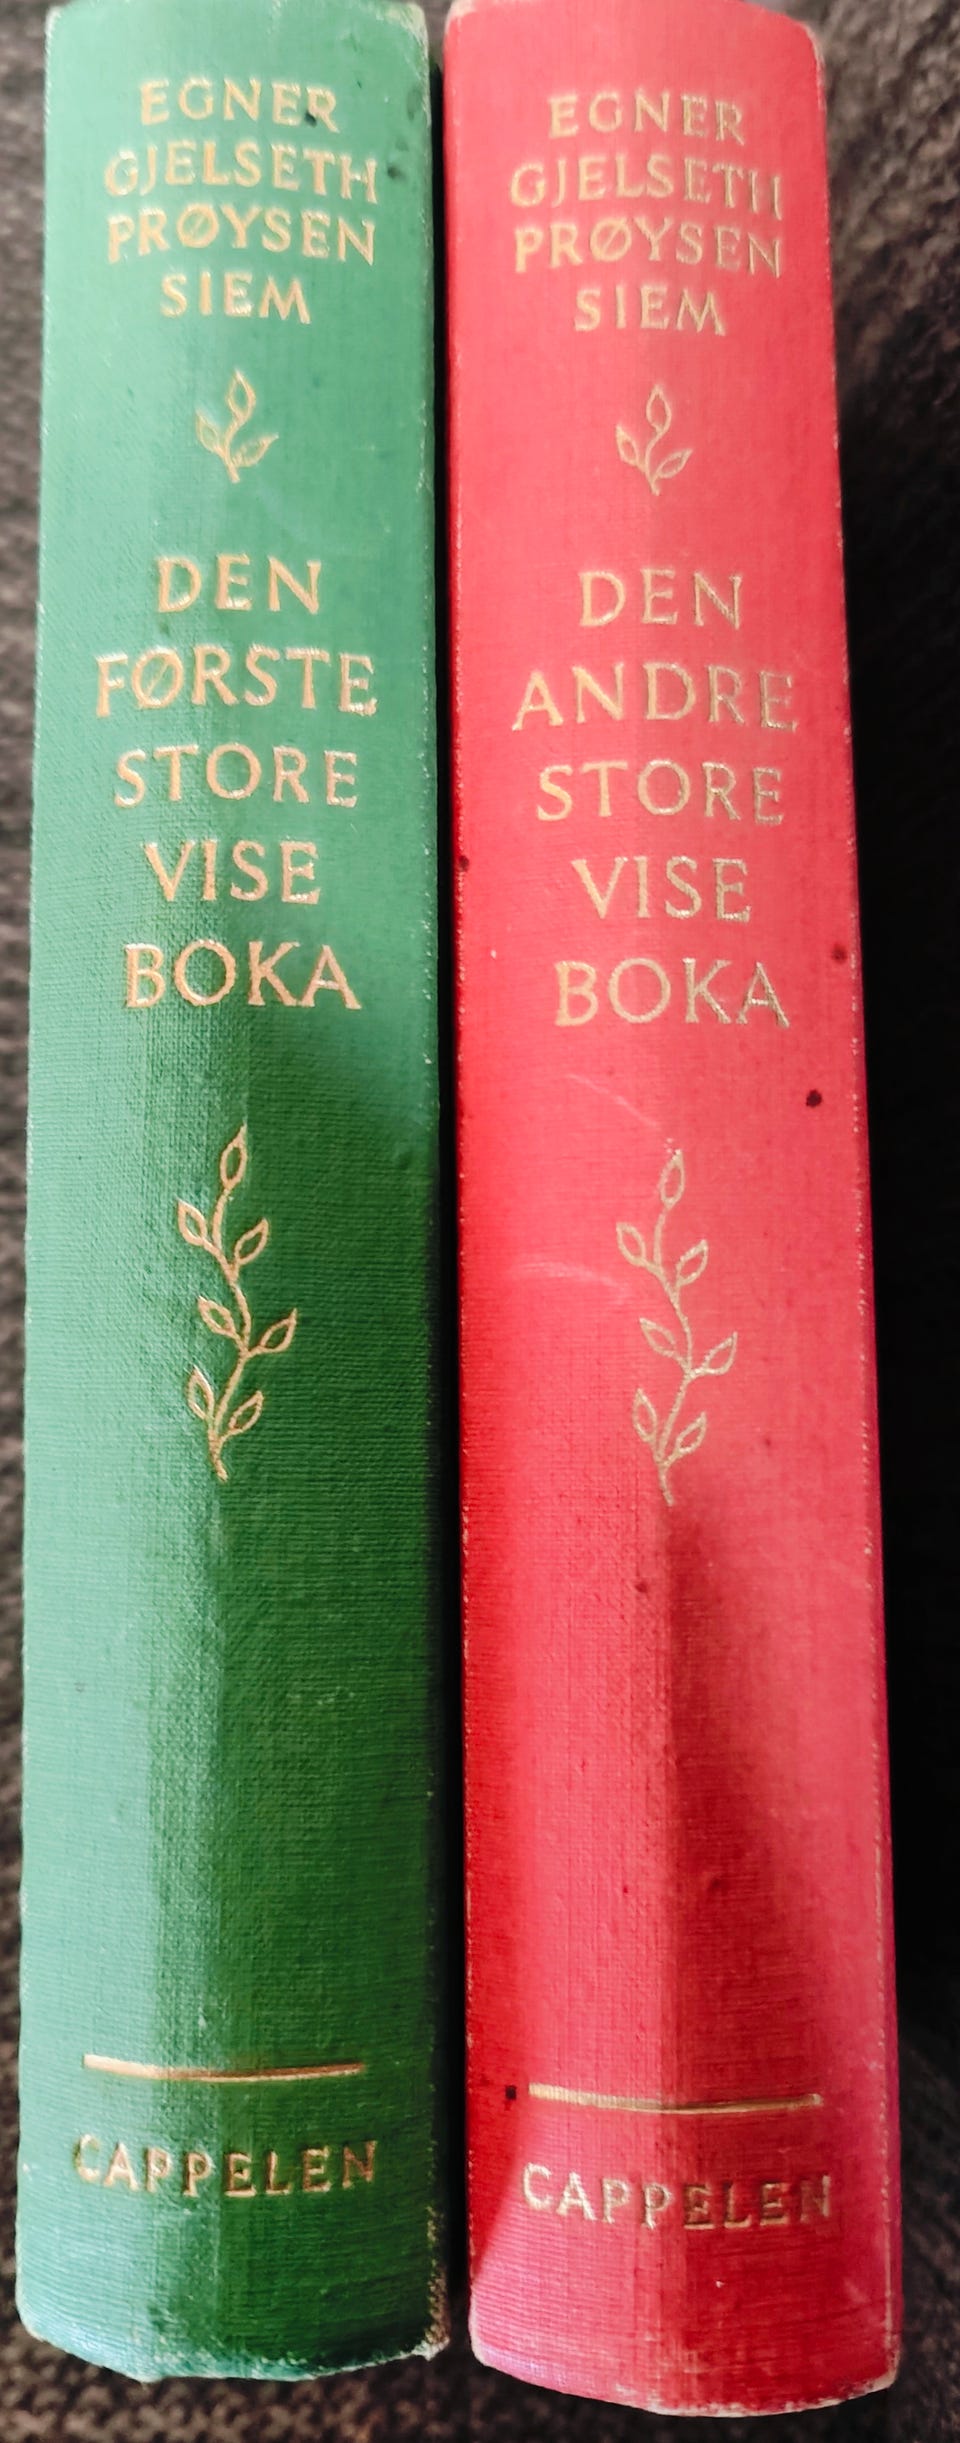 EGNER
GJELSETH
PRØYSEN
SIEM
DEN
FØRSTE
STORE
VISE
BOKA
CAPPELEN
EGNER
GJELSETH
PRØYSEN
SIEM
DEN
ANDRE
STORE
VISE
BOKA
CAPPELEN